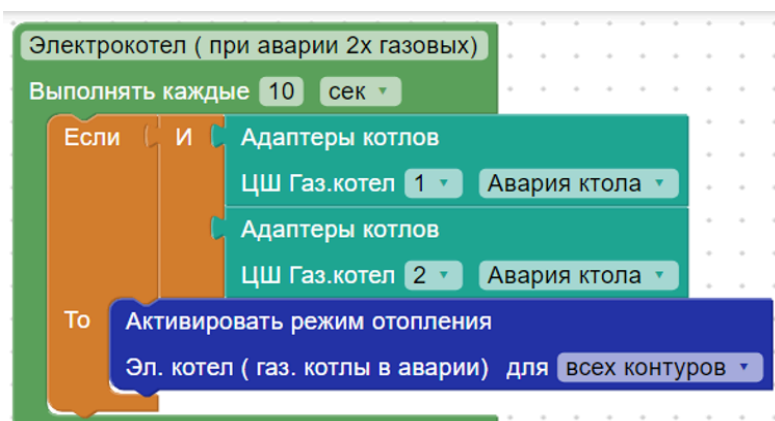 Электрокотел ( при аварии 2х газовых)
Выполнять каждые 10 сек
Если И Адаптеры котлов
ЦШ Газ.котел 1 Авария ктола
Адаптеры котлов
ЦШ Газ.котел 2 Авария ктола
То Активировать режим отопления
Эл. котел ( газ. котлы в аварии) для всех контуров